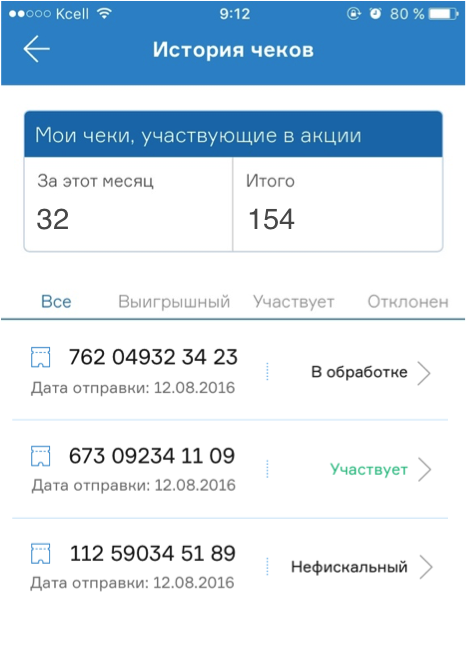 Kcell 9:12 80 %
История чеков
Мои чеки, участвующие в акции
За этот месяц Итого
32 154
Все Выигрышный Участвует Отклонен
762 04932 34 23
В обработке
Дата отправки: 12.08.2016
673 09234 11 09
Участвует
Дата отправки: 12.08.2016
112 59034 51 89
Нефискальный
Дата отправки: 12.08.2016